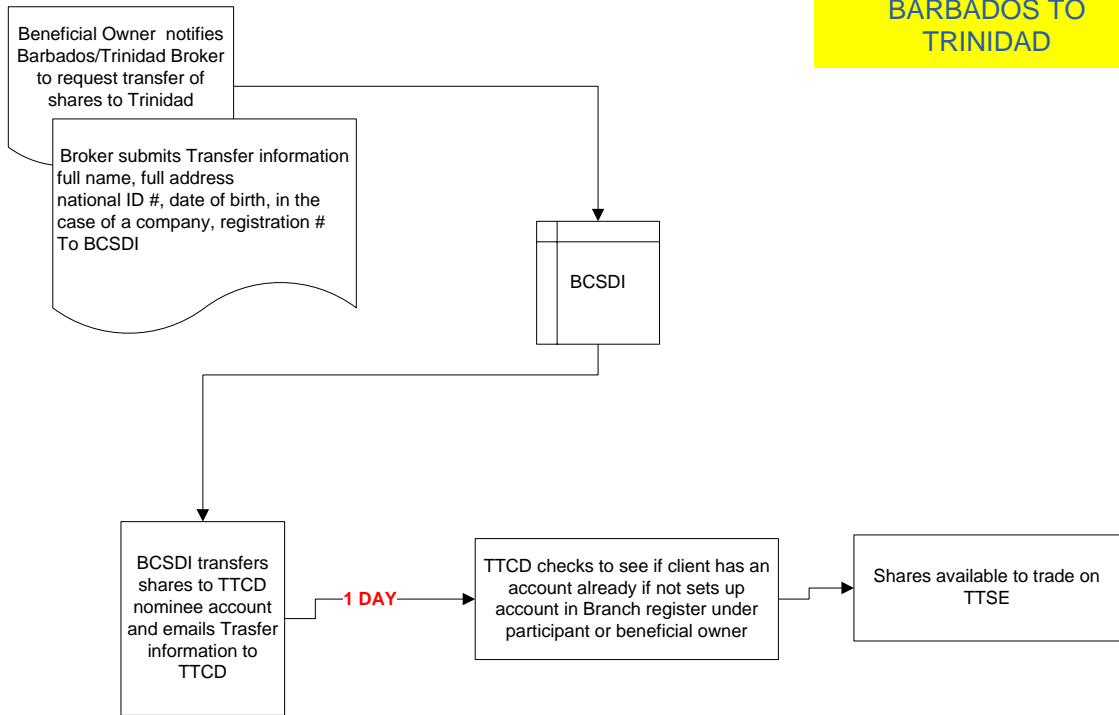 BARBADOS TO
TRINIDAD
Beneficial Owner notifies
Barbados/Trinidad Broker
to request transfer of
shares to Trinidad
Broker submits Transfer information
full name, full address
national ID #, date of birth, in the
case of a company, registration #
To BCSDI
BCSDI
BCSDI transfers
shares to TTCD
nominee account
and emails Trasfer
information to
TTCD
1 DAY
TTCD checks to see if client has an
account already if not sets up
account in Branch register under
participant or beneficial owner
Shares available to trade on
TTSE